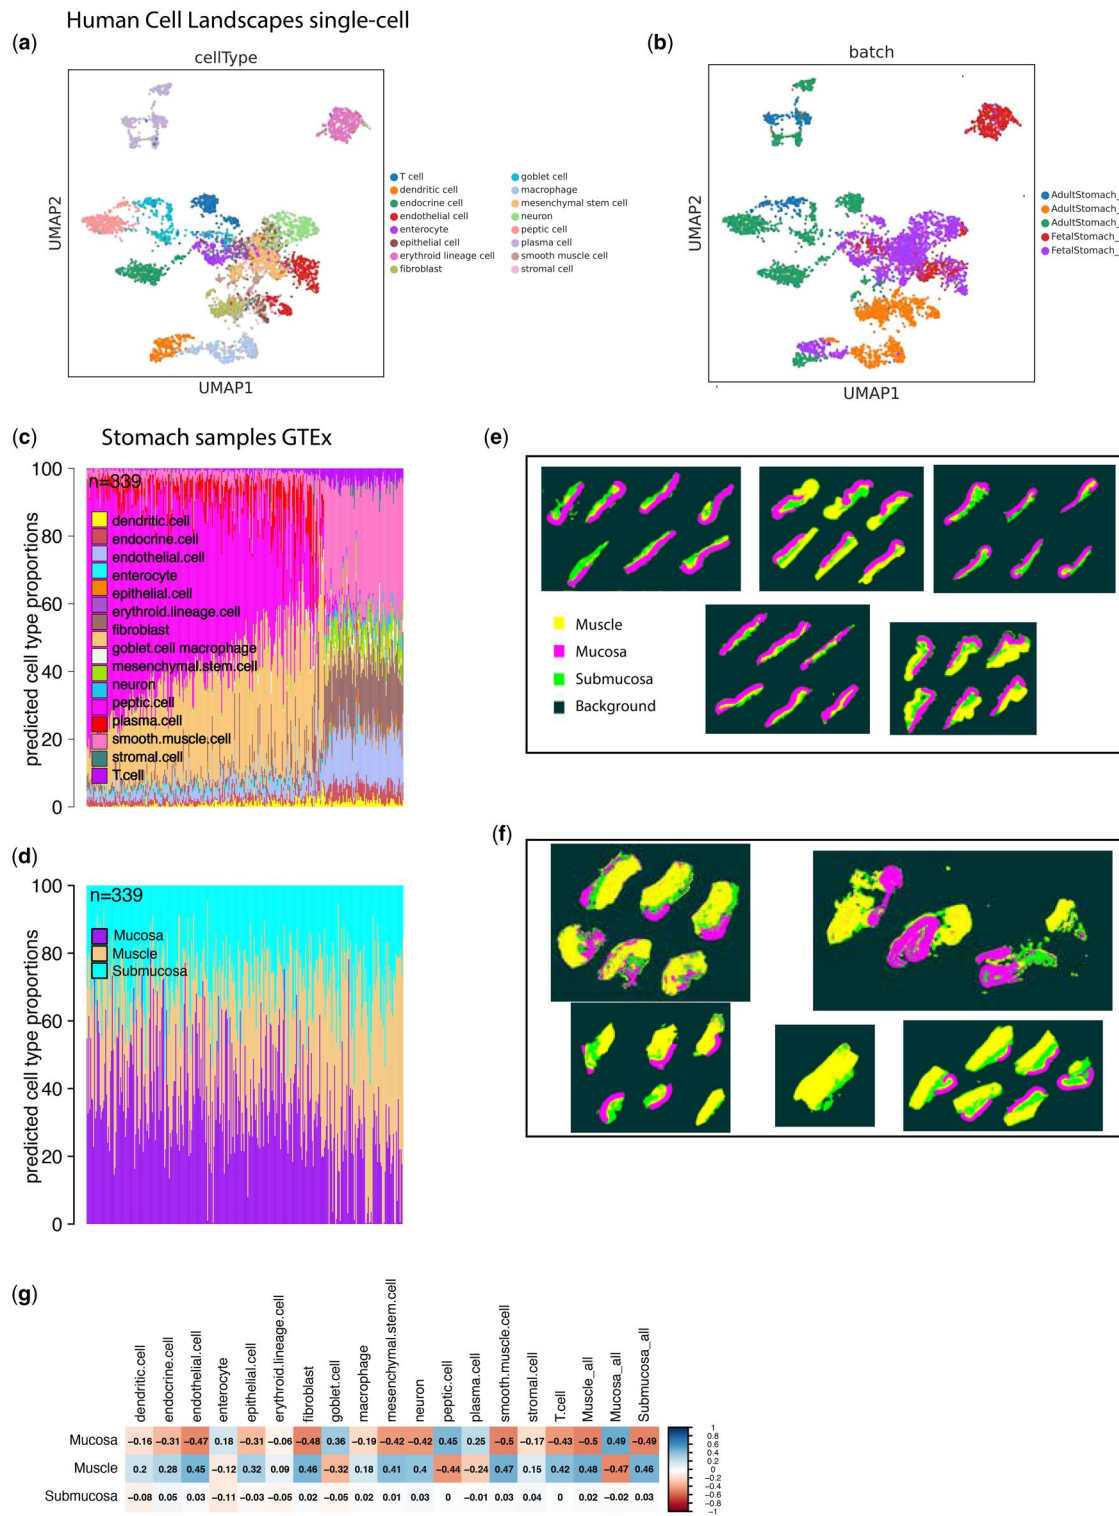 Human Cell Landscapes single-cell
(a)
cellType
UMAP2
UMAP1
T cell
dendritic cell
endocrine cell
endothelial cell
enterocyte
epithelial cell
erythroid lineage cell
fibroblast
goblet cell
macrophage
mesenchymal stem cell
neuron
peptic cell
plasma cell
smooth muscle cell
stromal cell
(b)
batch
UMAP2
UMAP1
AdultStomach_
AdultStomach_
AdultStomach_
FetalStomach_
FetalStomach_
(c)
Stomach samples GTEx
predicted cell type proportions
100
80
60
40
20
0
n=339
dendritic.cell
endocrine.cell
endothelial.cell
enterocyte
epithelial.cell
erythroid.lineage.cell
fibroblast
goblet.cell macrophage
mesenchymal.stem.cell
neuron
peptic.cell
plasma.cell
smooth.muscle.cell
stromal.cell
T.cell
(e)
Muscle
Mucosa
Submucosa
Background
(d)
predicted cell type proportions
100
80
60
40
20
0
n=339
Mucosa
Muscle
Submucosa
(f)
(g)
dendritic.cell
endocrine.cell
endothelial.cell
enterocyte
epithelial.cell
erythroid.lineage.cell
fibroblast
goblet.cell
macrophage
mesenchymal.stem.cell
neuron
peptic.cell
plasma.cell
smooth.muscle.cell
stromal.cell
T.cell
Muscle_all
Mucosa_all
Submucosa_all
Mucosa −0.16 −0.31 −0.47 0.18 −0.31 −0.06 −0.48 0.36 −0.19 −0.42 −0.42 0.45 0.25 −0.5 −0.17 −0.43 −0.5 0.49 −0.49
Muscle 0.2 0.28 0.45 −0.12 0.32 0.09 0.46 −0.32 0.18 0.41 0.4 −0.44 −0.24 0.47 0.15 0.42 0.48 −0.47 0.46
Submucosa −0.08 0.05 0.03 −0.11 −0.03 −0.05 0.02 −0.05 0.02 0.01 0.03 0 −0.01 0.03 0.04 0 0.02 −0.02 0.03
1
0.8
0.6
0.4
0.2
0
−0.2
−0.4
−0.6
−0.8
−1